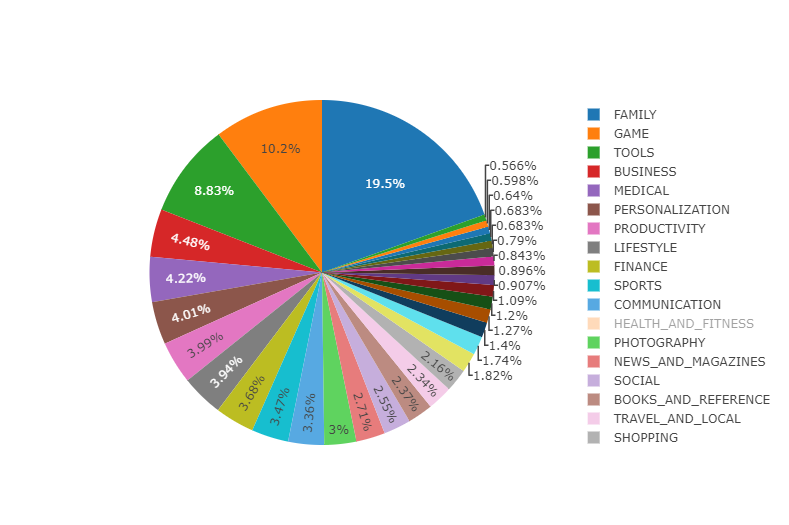 10.2%
19.5%
8.83%
4.48%
4.22%
4.01%
3.99%
3.94%
3.68%
3.47%
3.36%
3%
2.71%
2.55%
2.37%
2.34%
2.16%
0.566%
0.598%
0.64%
0.683%
0.683%
0.79%
0.843%
0.896%
0.907%
1.09%
1.2%
1.27%
1.4%
1.74%
1.82%
FAMILY
GAME
TOOLS
BUSINESS
MEDICAL
PERSONALIZATION
PRODUCTIVITY
LIFESTYLE
FINANCE
SPORTS
COMMUNICATION
HEALTH_AND_FITNESS
PHOTOGRAPHY
NEWS_AND_MAGAZINES
SOCIAL
BOOKS_AND_REFERENCE
TRAVEL_AND_LOCAL
SHOPPING